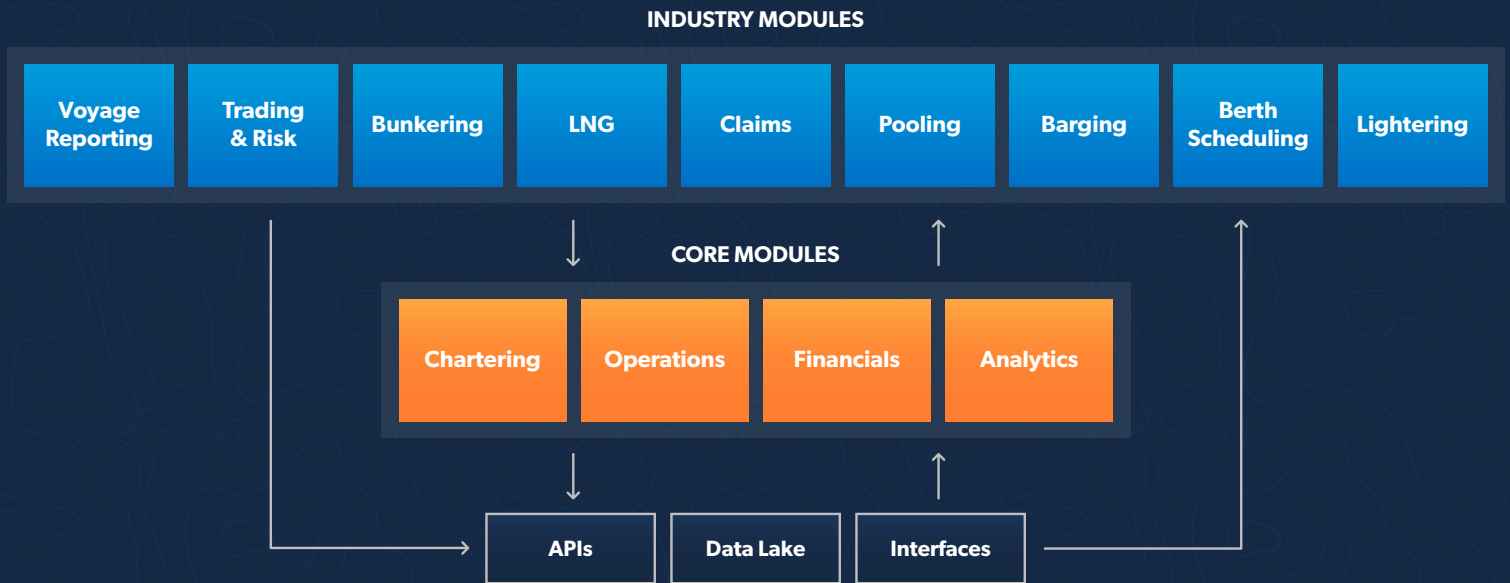 INDUSTRY MODULES
Voyage
Reporting
Trading
& Risk
Bunkering
LNG
Claims
Pooling
Barging
Berth
Scheduling
Lightering
CORE MODULES
Chartering
Operations
Financials
Analytics
APIs
Data Lake
Interfaces